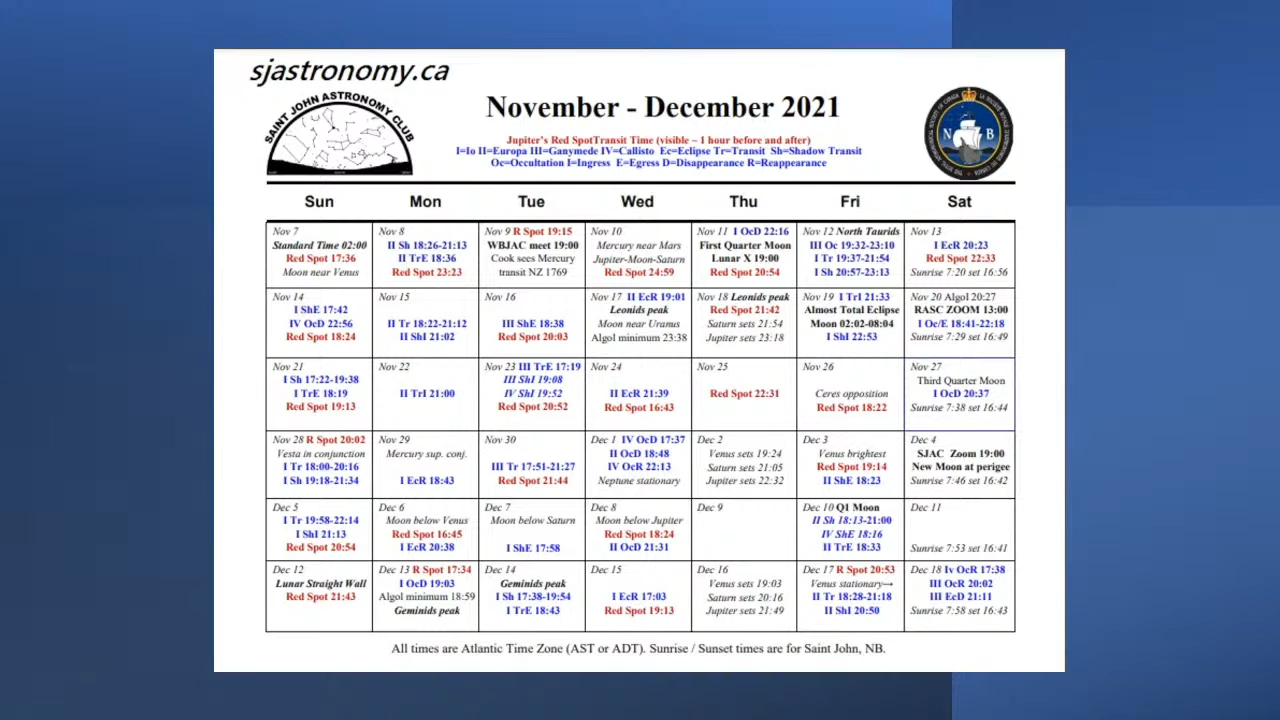 sjastronomy.ca
SAINT JOHN ASTRONOMY CLUB
November - December 2021
Jupiter's Red SpotTransit Time (visible ~ 1 hour before and after)
I=Io II=Europa III=Ganymede IV=Callisto Ec=Eclipse Tr=Transit Sh=Shadow Transit
Oc=Occultation I=Ingress E=Egress D=Disappearance R=Reappearance
N B
Sun Mon Tue Wed Thu Fri Sat
Nov 7
Standard Time 02:00
Red Spot 17:36
Moon near Venus
Nov 8
II Sh 18:26-21:13
II TrE 18:36
Red Spot 23:23
Nov 9 R Spot 19:15
WBJAC meet 19:00
Cook sees Mercury
transit NZ 1769
Nov 10
Mercury near Mars
Jupiter-Moon-Saturn
Red Spot 24:59
Nov 11 I OcD 22:16
First Quarter Moon
Lunar X 19:00
Red Spot 20:54
Nov 12 North Taurids
III Oc 19:32-23:10
I Tr 19:37-21:54
I Sh 20:57-23:13
Nov 13
I EcR 20:23
Red Spot 22:33
Sunrise 7:20 set 16:56
Nov 14
I ShE 17:42
IV OcD 22:56
Red Spot 18:24
Nov 15
II Tr 18:22-21:12
II ShI 21:02
Nov 16
III ShE 18:38
Red Spot 20:03
Nov 17 II EcR 19:01
Leonids peak
Moon near Uranus
Algol minimum 23:38
Nov 18 Leonids peak
Red Spot 21:42
Saturn sets 21:54
Jupiter sets 23:18
Nov 19 I TrI 21:33
Almost Total Eclipse
Moon 02:02-08:04
I ShI 22:53
Nov 20 Algol 20:27
RASC ZOOM 13:00
I Oc/E 18:41-22:18
Sunrise 7:29 set 16:49
Nov 21
I Sh 17:22-19:38
I TrE 18:19
Red Spot 19:13
Nov 22
II TrI 21:00
Nov 23 III TrE 17:19
III ShI 19:08
IV ShI 19:52
Red Spot 20:52
Nov 24
II EcR 21:39
Red Spot 16:43
Nov 25
Red Spot 22:31
Nov 26
Ceres opposition
Red Spot 18:22
Nov 27
Third Quarter Moon
I OcD 20:37
Sunrise 7:38 set 16:44
Nov 28 R Spot 20:02
Vesta in conjunction
I Tr 18:00-20:16
I Sh 19:18-21:34
Nov 29
Mercury sup. conj.
I EcR 18:43
Nov 30
III Tr 17:51-21:27
Red Spot 21:44
Dec 1 IV OcD 17:37
II OcD 18:48
IV OcR 22:13
Neptune stationary
Dec 2
Venus sets 19:24
Saturn sets 21:05
Jupiter sets 22:32
Dec 3
Venus brightest
Red Spot 19:14
II ShE 18:23
Dec 4
SJAC Zoom 19:00
New Moon at perigee
Sunrise 7:46 set 16:42
Dec 5
I Tr 19:58-22:14
I ShI 21:13
Red Spot 20:54
Dec 6
Moon below Venus
Red Spot 16:45
I EcR 20:38
Dec 7
Moon below Saturn
I ShE 17:58
Dec 8
Moon below Jupiter
Red Spot 18:24
II OcD 21:31
Dec 9
Dec 10 Q1 Moon
II Sh 18:13-21:00
IV ShE 18:16
II TrE 18:33
Dec 11
Sunrise 7:53 set 16:41
Dec 12
Lunar Straight Wall
Red Spot 21:43
Dec 13 R Spot 17:34
I OcD 19:03
Algol minimum 18:59
Geminids peak
Dec 14
Geminids peak
I Sh 17:38-19:54
I TrE 18:43
Dec 15
I EcR 17:03
Red Spot 19:13
Dec 16
Venus sets 19:03
Saturn sets 20:16
Jupiter sets 21:49
Dec 17 R Spot 20:53
Venus stationary→
II Tr 18:28-21:18
II ShI 20:50
Dec 18 Iv OcR 17:38
III OcR 20:02
III EcD 21:11
Sunrise 7:58 set 16:43
All times are Atlantic Time Zone (AST or ADT). Sunrise / Sunset times are for Saint John, NB.